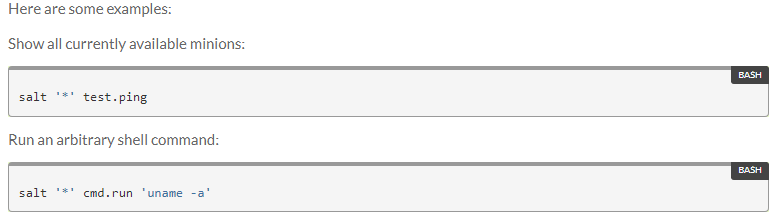 Here are some examples:
Show all currently available minions:
BASH
salt '*' test.ping
Run an arbitrary shell command:
BASH
salt '*' cmd.run 'uname -a'